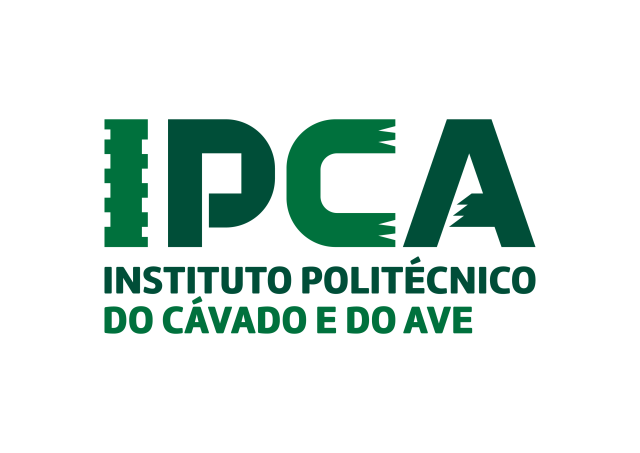 IPCA
INSTITUTO POLITÉCNICO
DO CÁVADO E DO AVE